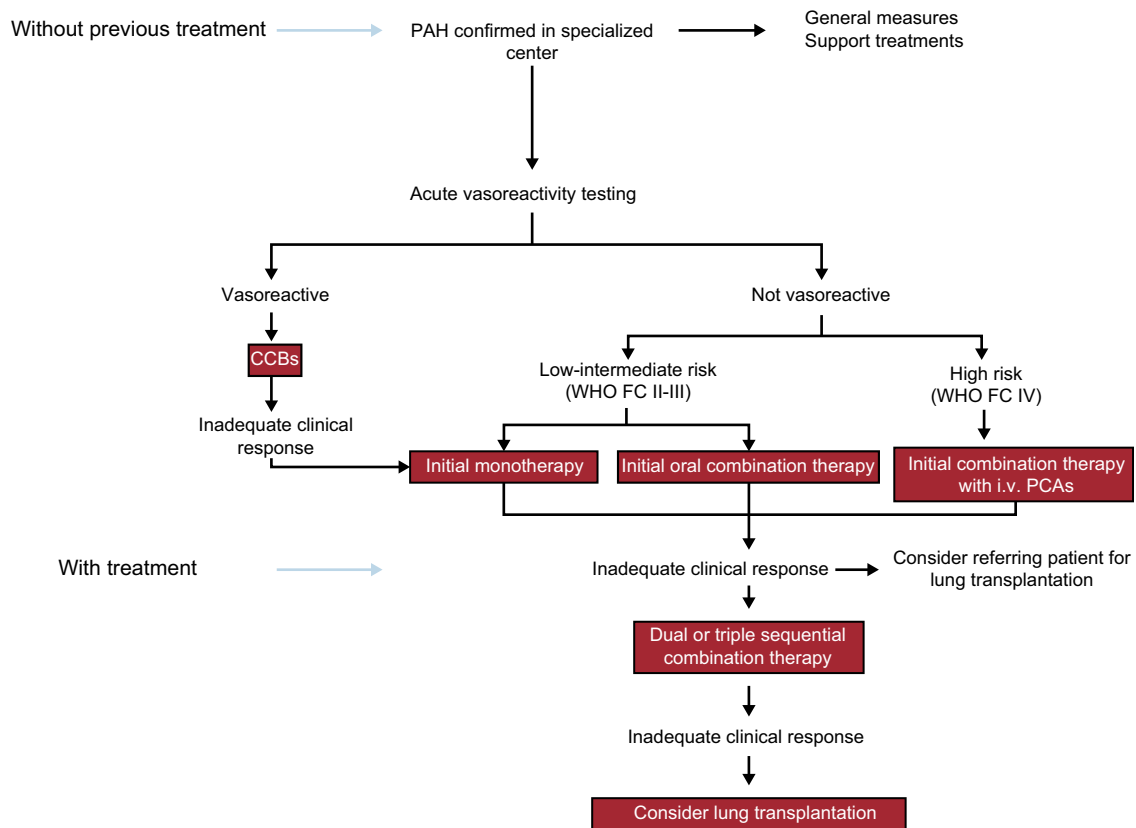 Without previous treatment
PAH confirmed in specialized
center
General measures
Support treatments
Acute vasoreactivity testing
Vasoreactive
Not vasoreactive
CCBs
Low-intermediate risk
(WHO FC II-III)
High risk
(WHO FC IV)
Inadequate clinical
response
Initial monotherapy
Initial oral combination therapy
Initial combination therapy
with i.v. PCAs
With treatment
Inadequate clinical response
Consider referring patient for
lung transplantation
Dual or triple sequential
combination therapy
Inadequate clinical response
Consider lung transplantation